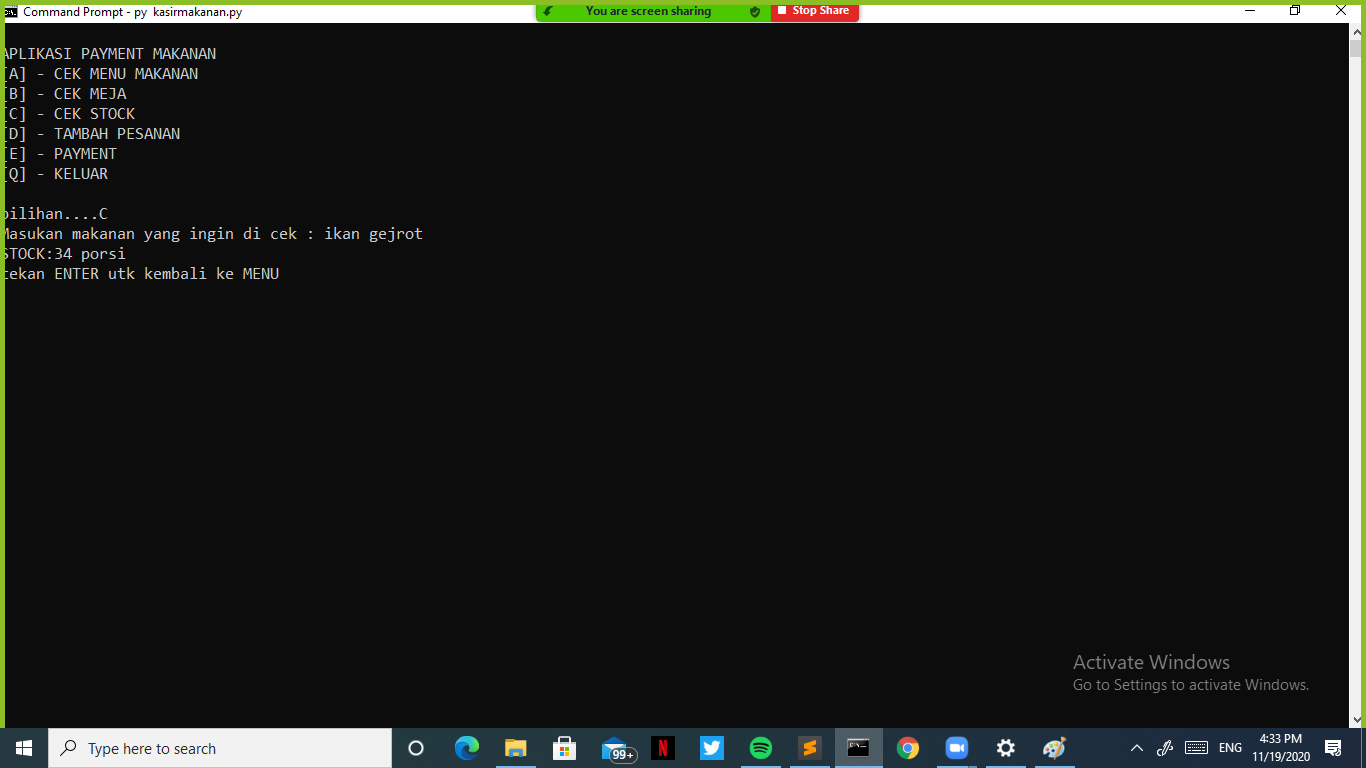 Command Prompt - py  kasirmakanan.py
You are screen sharing
Stop Share
APLIKASI PAYMENT MAKANAN
[A] - CEK MENU MAKANAN
[B] - CEK MEJA
[C] - CEK STOCK
[D] - TAMBAH PESANAN
[E] - PAYMENT
[Q] - KELUAR
pilihan....C
Masukan makanan yang ingin di cek : ikan gejrot
STOCK:34 porsi
tekan ENTER utk kembali ke MENU
Activate Windows
Go to Settings to activate Windows.
Type here to search
99+
ENG
4:33 PM
11/19/2020